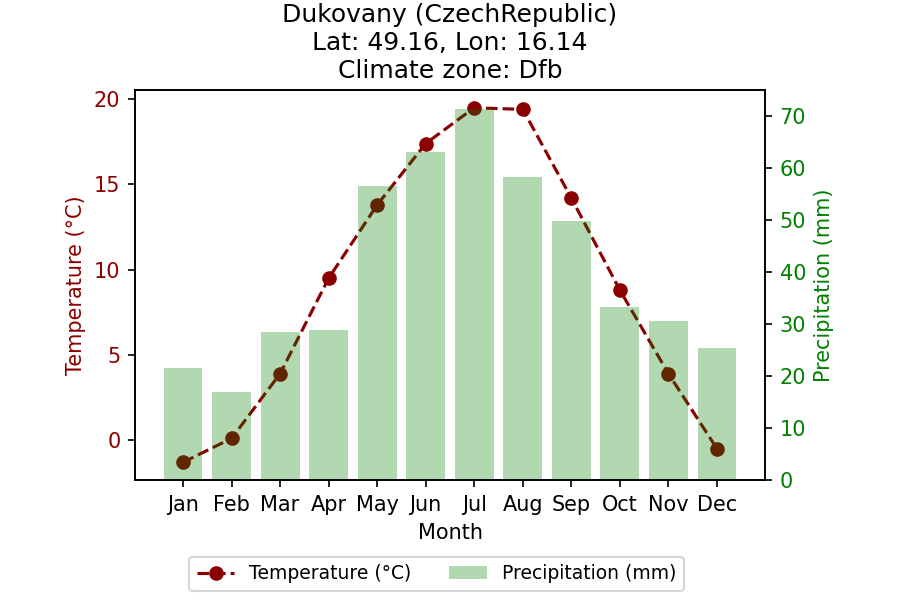 Dukovany (CzechRepublic)
Lat: 49.16, Lon: 16.14
Climate zone: Dfb
20
15
10
5
0
Temperature (°C)
70
60
50
40
30
20
10
0
Precipitation (mm)
Jan Feb Mar Apr May Jun Jul Aug Sep Oct Nov Dec
Month
Temperature (°C) Precipitation (mm)